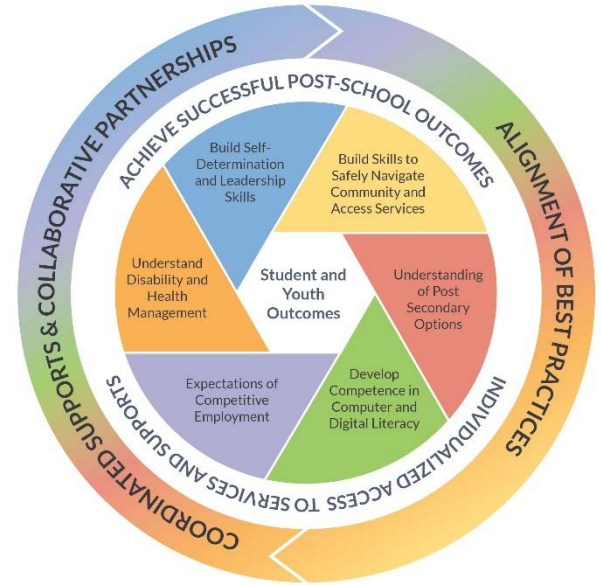 COORDINATED SUPPORTS & COLLABORATIVE PARTNERSHIPS
ALIGNMENT OF BEST PRACTICES
ACHIEVE SUCCESSFUL POST-SCHOOL OUTCOMES
INDIVIDUALIZED ACCESS TO SERVICES AND SUPPORTS
Build Self-
Determination
and Leadership
Skills
Build Skills to
Safely Navigate
Community and
Access Services
Understanding
of Post
Secondary
Options
Develop
Competence in
Computer and
Digital Literacy
Expectations of
Competitive
Employment
Understand
Disability and
Health
Management
Student and
Youth
Outcomes